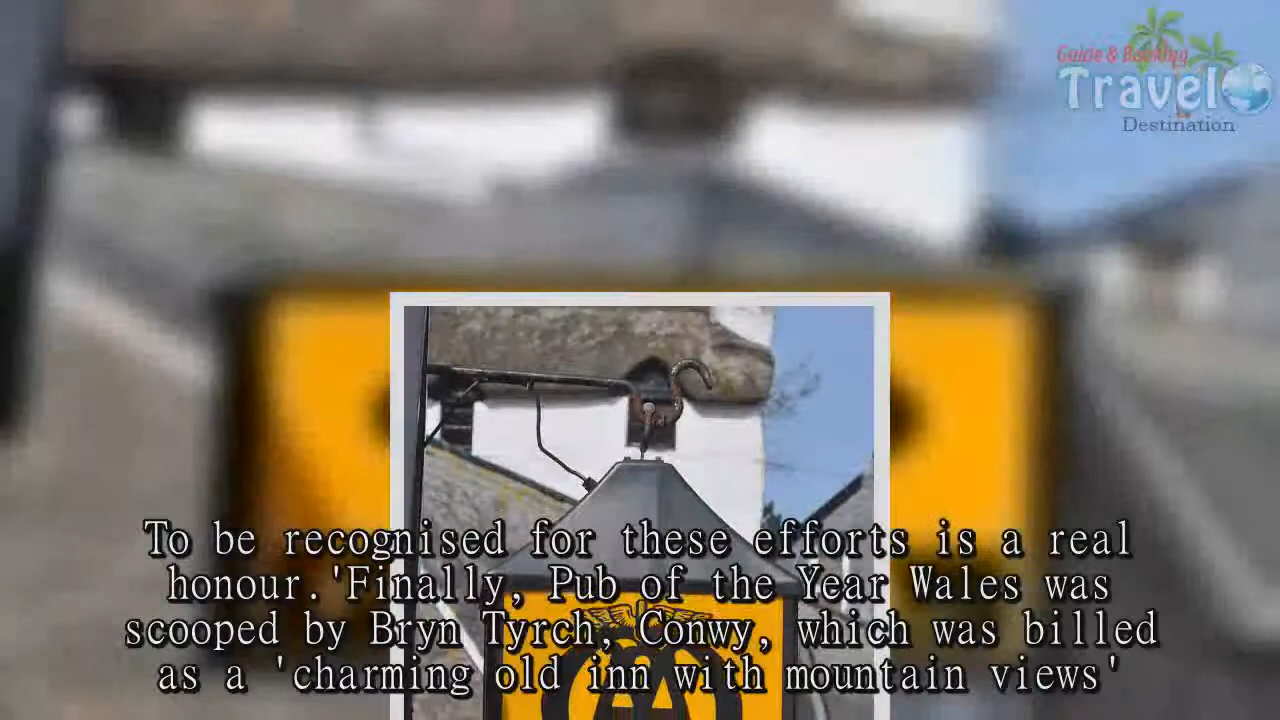 Guide & Booking
Travel
Destination
AA
To be recognised for these efforts is a real
honour.'Finally, Pub of the Year Wales was
scooped by Bryn Tyrch, Conwy, which was billed
as a 'charming old inn with mountain views'